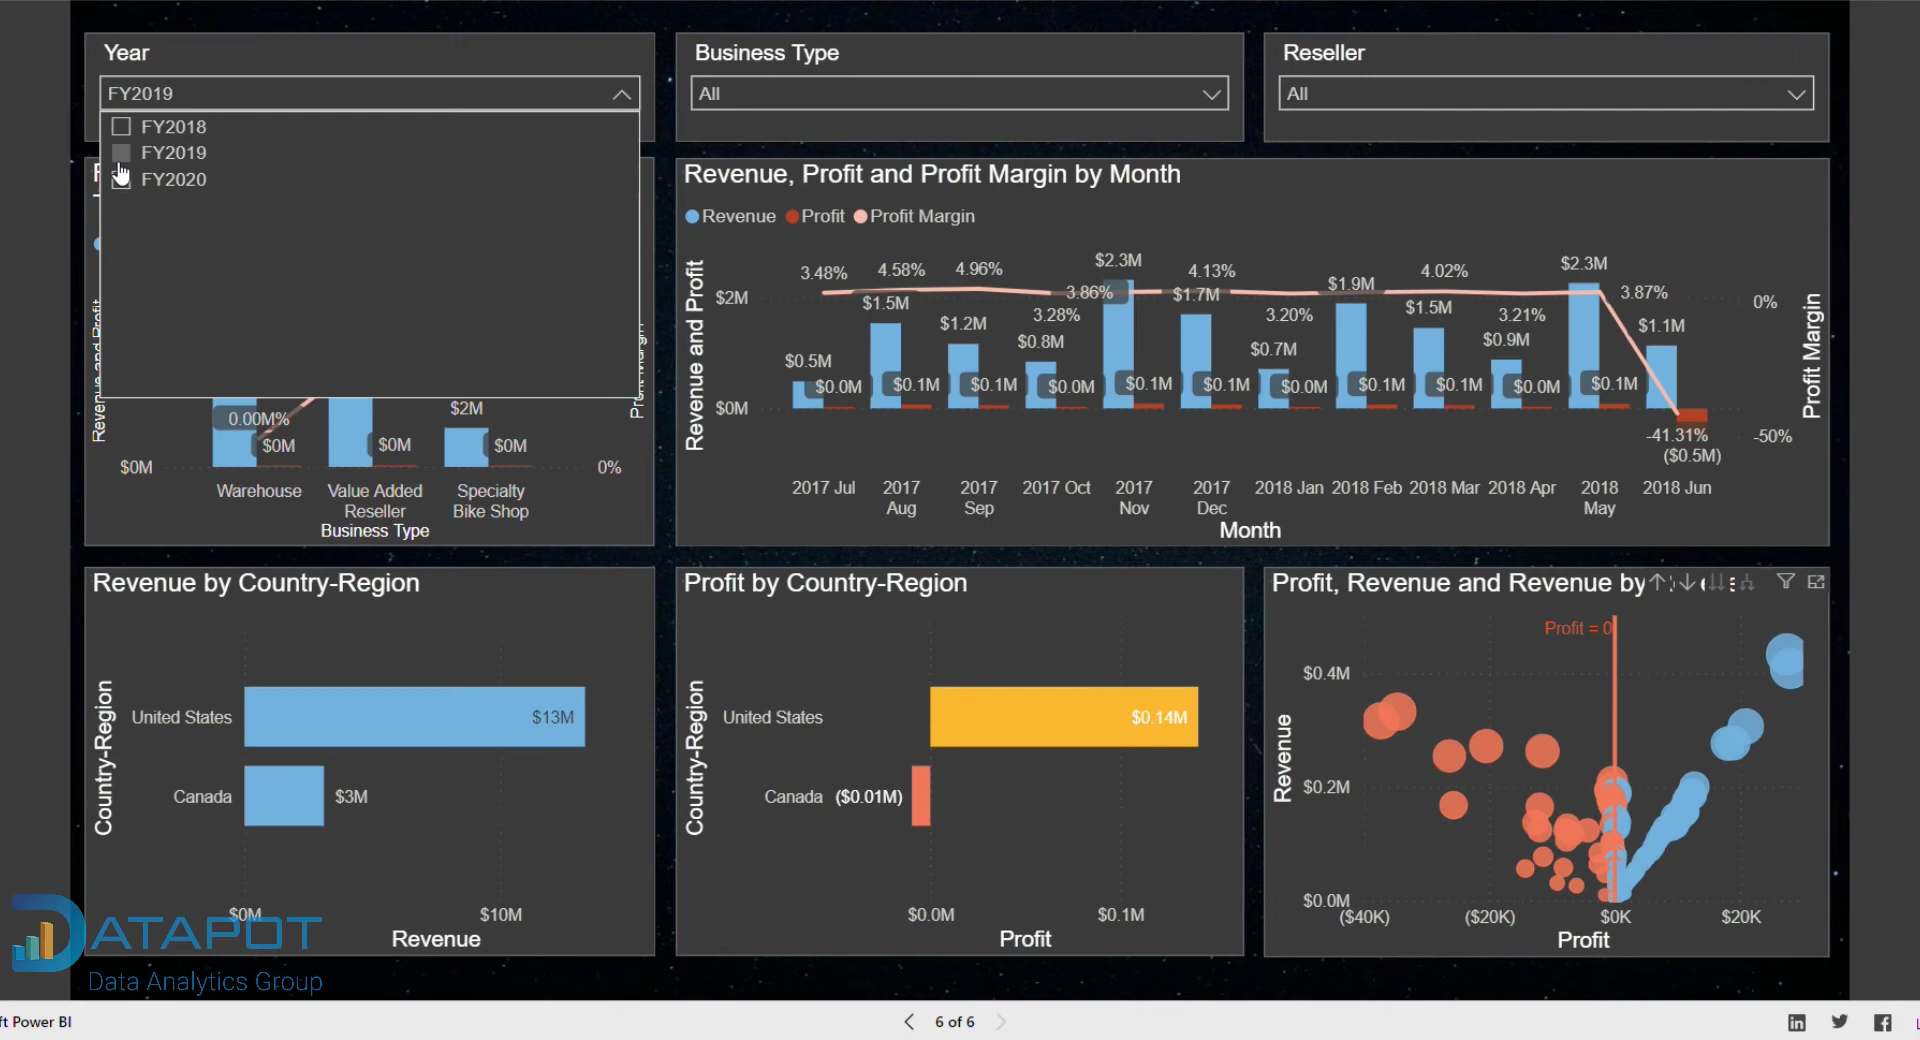 Year
FY2019
FY2018
FY2019
FY2020
Business Type
All
Reseller
All
Revenue and Profit
$0M
0.00M%
$0M
$0M
$2M
$0M
0%
Warehouse
Value Added Reseller
Specialty Bike Shop
Business Type
Revenue, Profit and Profit Margin by Month
Revenue Profit Profit Margin
Revenue and Profit
$2M
$0M
3.48% 4.58% 4.96% 3.86% 4.13% 4.02% 3.87%
3.28% 3.20% 3.21%
$0.5M $1.5M $1.2M $0.8M $2.3M $1.7M $0.7M $1.9M $1.5M $0.9M $2.3M $1.1M
$0.0M $0.1M $0.1M $0.0M $0.1M $0.1M $0.0M $0.1M $0.1M $0.0M $0.1M
-41.31%
($0.5M)
0%
-50%
Profit Margin
2017 Jul 2017 Aug 2017 Sep 2017 Oct 2017 Nov 2017 Dec 2018 Jan 2018 Feb 2018 Mar 2018 Apr 2018 May 2018 Jun
Month
Revenue by Country-Region
Country-Region
United States
$13M
Canada
$3M
$0M
$10M
Revenue
Profit by Country-Region
Country-Region
United States
$0.14M
Canada
($0.01M)
$0.0M
$0.1M
Profit
Profit, Revenue and Revenue by
Profit = 0
Revenue
$0.4M
$0.2M
$0.0M
($40K)
($20K)
$0K
$20K
Profit
DATAPOT
Data Analytics Group
ft Power BI
6 of 6